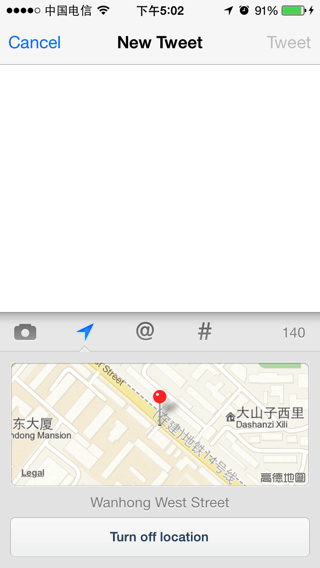 中国电信 下午5:02 91%
Cancel New Tweet Tweet
@ # 140
Street
大山子西里
Dashanzi Xili
东大厦
ndong Mansion
(在建)地铁14号线
Legal 高德地图
Wanhong West Street
Turn off location